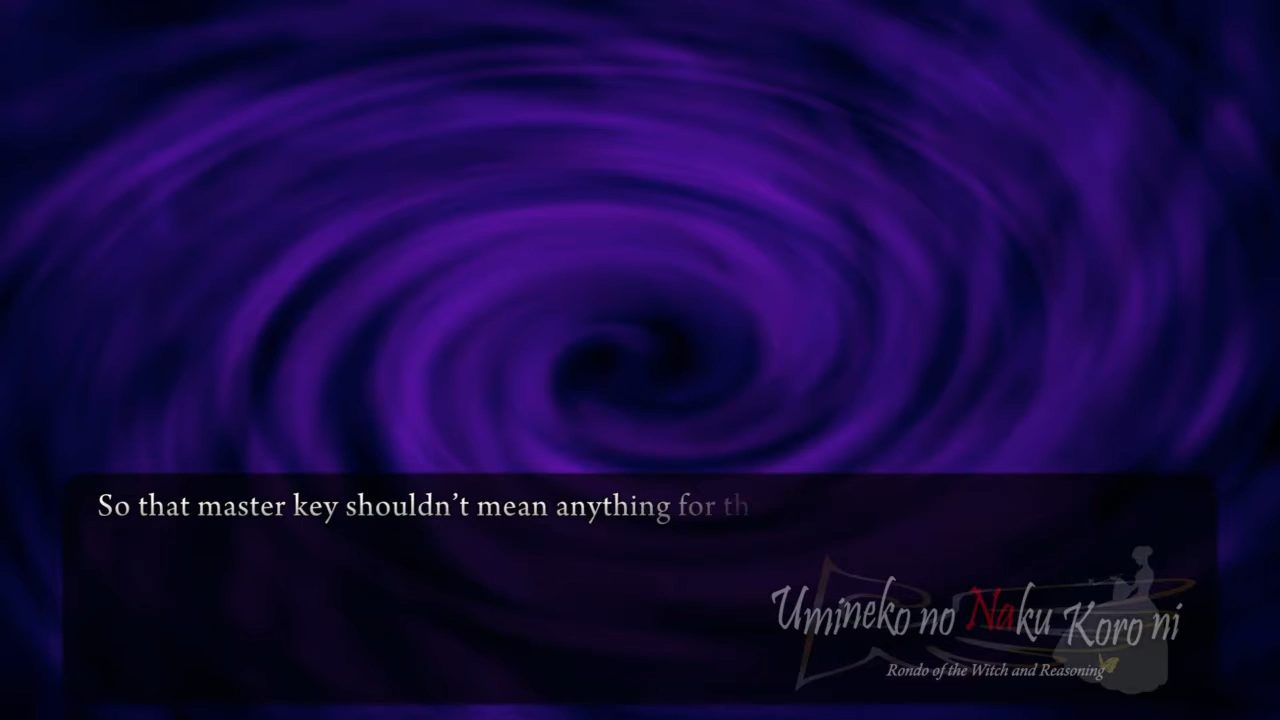 So that master key shouldn't mean anything for th
Umineko no Naku Koro ni
Rondo of the Witch and Reasoning